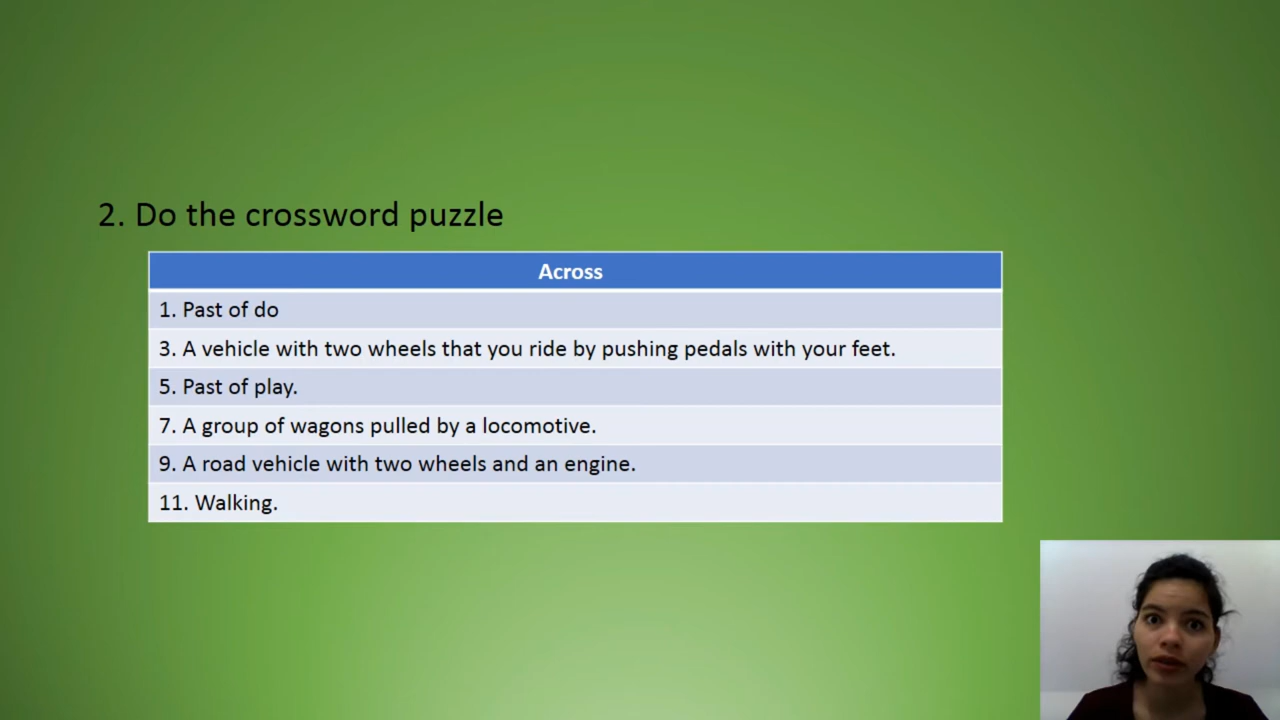 2. Do the crossword puzzle
Across
1. Past of do
3. A vehicle with two wheels that you ride by pushing pedals with your feet.
5. Past of play.
7. A group of wagons pulled by a locomotive.
9. A road vehicle with two wheels and an engine.
11. Walking.